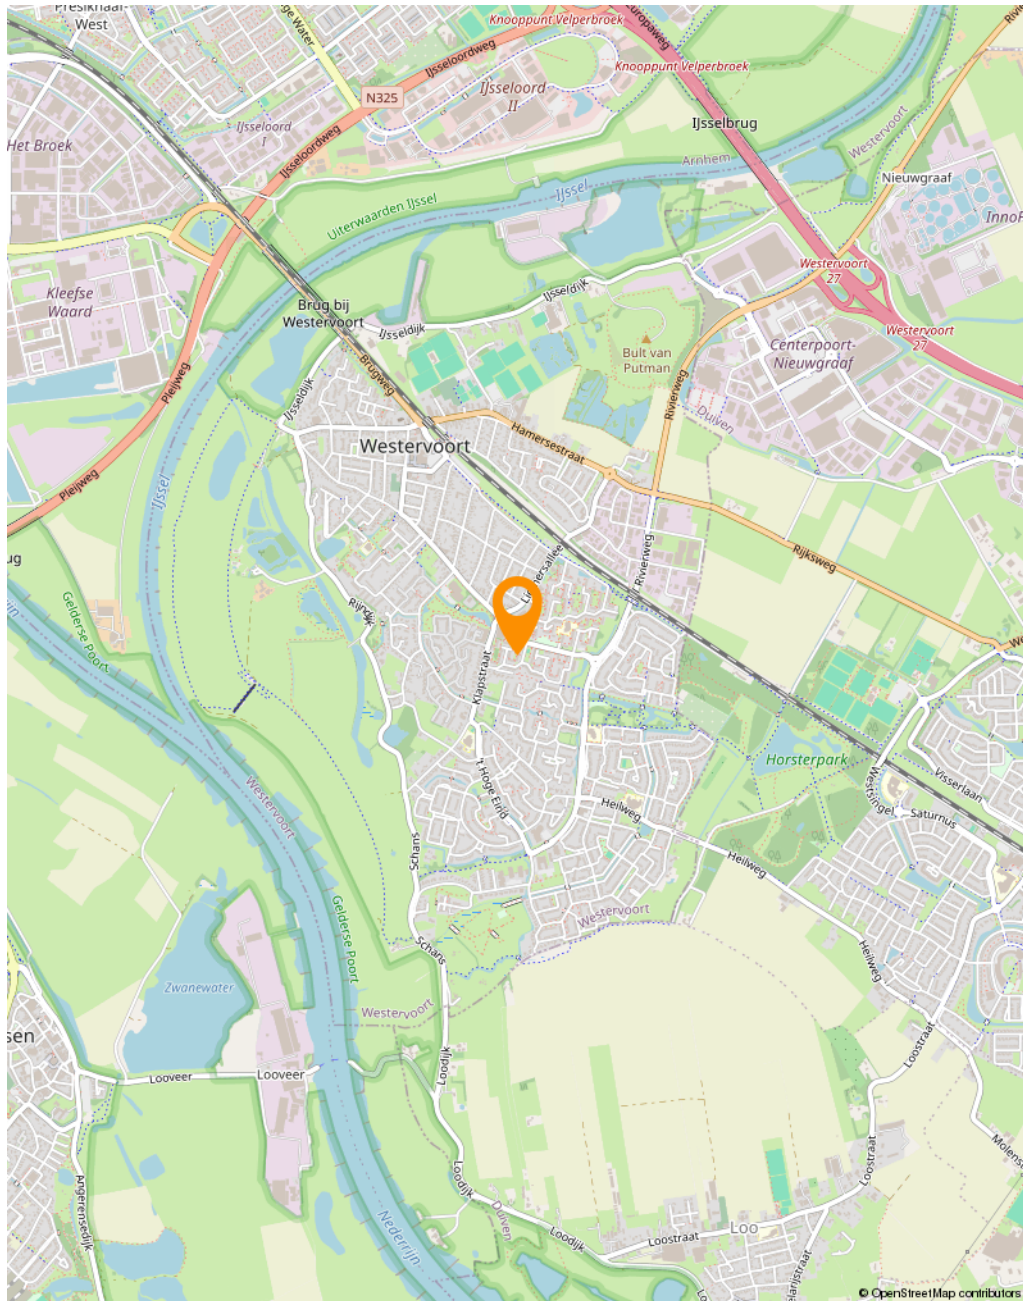 Presikhaaf-
West
Knooppunt Velperbroek
IJsseloordweg
Knooppunt Velperbroek
N325
IJsseloord
II
IJsselbrug
Westervoort
IJsseloord
I
Het Broek
IJsseloordweg
Arnhem
Nieuwgraaf
IJssel
Uiterwaarden IJssel
Westervoort
27
Kleefse
Waard
IJsseldijk
Brug bij
Westervoort
IJsseldijk
Westervoort
27
Centerpoort-
Nieuwgraaf
Bult van
Putman
Brugweg
Pleijweg
Rivierweg
IJsseldijk
Duiven
Hamersestraat
Westervoort
Pleijweg
IJssel
Rijksweg
Rivierweg
Gelderse Poort
Rijndijk
Klapstraat
Horsterpark
't Hoge Eind
Westervoort
Westsingel
Visserlaan
Heilweg
Saturnus
Schans
Heilweg
Gelderse Poort
Westervoort
Schans
Heilweg
Zwanewater
Westervoort
Loostraat
Looveer
Looveer
Loodijk
Loostraat
Loodijk
Angerensedijk
Duiven
Nederrijn
Loodijk
Loostraat
Loo
© OpenStreetMap contributors